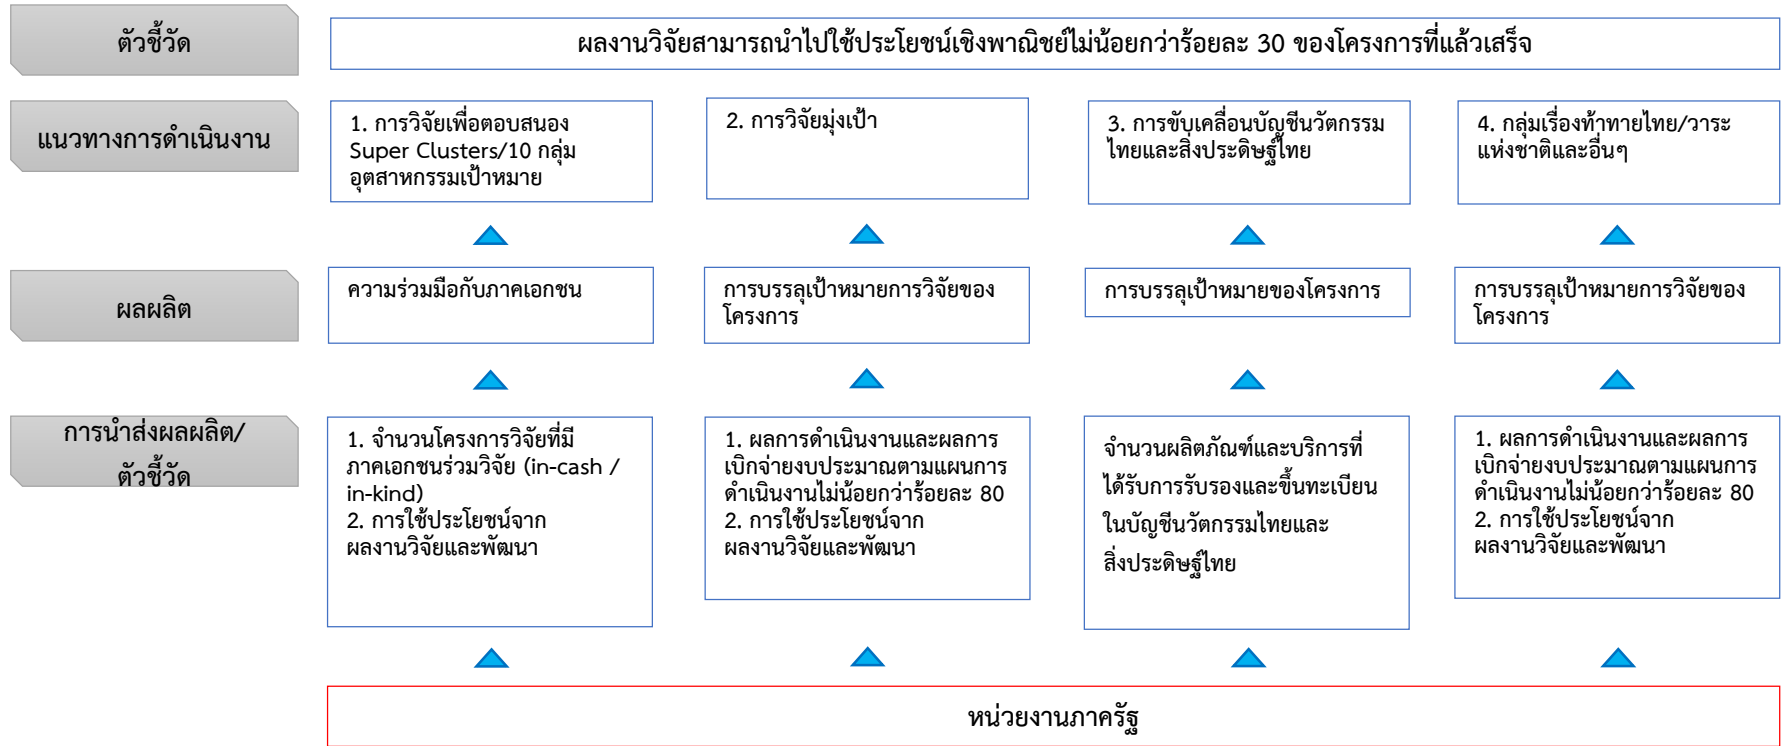 ตัวชี้วัด
ผลงานวิจัยสามารถนำไปใช้ประโยชน์เชิงพาณิชย์ไม่น้อยกว่าร้อยละ 30 ของโครงการที่แล้วเสร็จ
แนวทางการดำเนินงาน
1. การวิจัยเพื่อตอบสนอง
Super Clusters/10 กลุ่ม
อุตสาหกรรมเป้าหมาย
2. การวิจัยมุ่งเป้า
3. การขับเคลื่อนบัญชีนวัตกรรม
ไทยและสิ่งประดิษฐ์ไทย
4. กลุ่มเรื่องท้าทายไทย/วาระ
แห่งชาติและอื่นๆ
ผลผลิต
ความร่วมมือกับภาคเอกชน
การบรรลุเป้าหมายการวิจัยของ
โครงการ
การบรรลุเป้าหมายของโครงการ
การบรรลุเป้าหมายการวิจัยของ
โครงการ
การนำส่งผลผลิต/
ตัวชี้วัด
1. จำนวนโครงการวิจัยที่มี
ภาคเอกชนร่วมวิจัย (in-cash /
in-kind)
2. การใช้ประโยชน์จาก
ผลงานวิจัยและพัฒนา
1. ผลการดำเนินงานและผลการ
เบิกจ่ายงบประมาณตามแผนการ
ดำเนินงานไม่น้อยกว่าร้อยละ 80
2. การใช้ประโยชน์จาก
ผลงานวิจัยและพัฒนา
จำนวนผลิตภัณฑ์และบริการที่
ได้รับการรับรองและขึ้นทะเบียน
ในบัญชีนวัตกรรมไทยและ
สิ่งประดิษฐ์ไทย
1. ผลการดำเนินงานและผลการ
เบิกจ่ายงบประมาณตามแผนการ
ดำเนินงานไม่น้อยกว่าร้อยละ 80
2. การใช้ประโยชน์จาก
ผลงานวิจัยและพัฒนา
หน่วยงานภาครัฐ